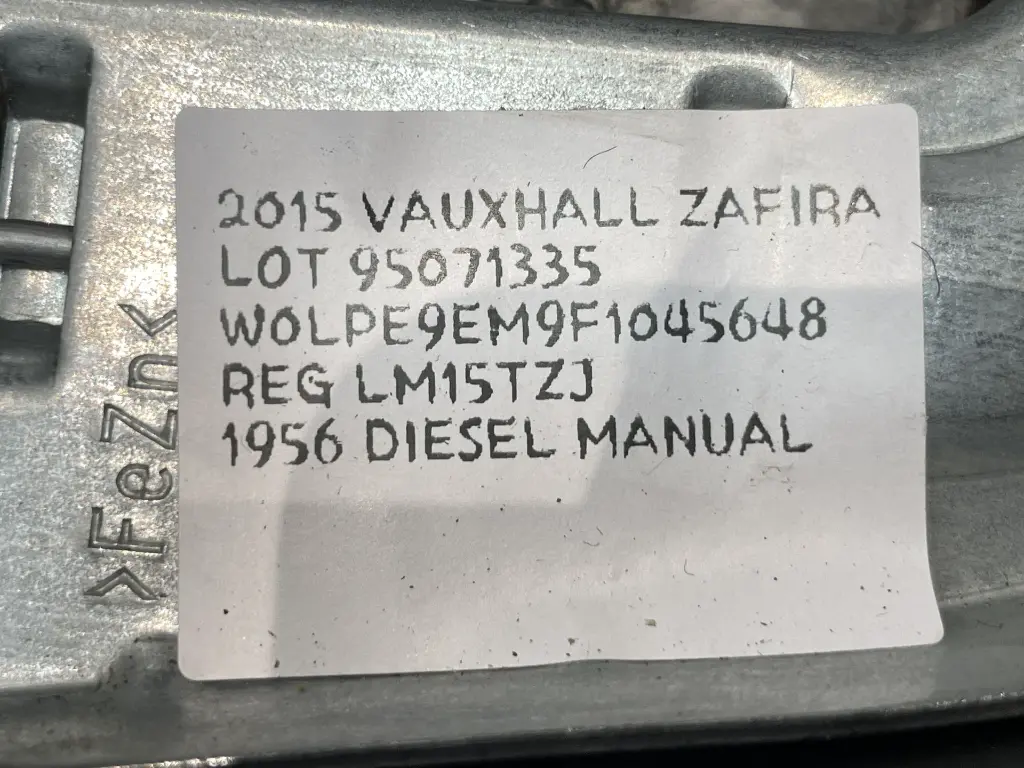 2015 VAUXHALL ZAFIRA
LOT 95071335
W0LPE9EM9F1045648
REG LM15TZJ
1956 DIESEL MANUAL
>FeZn<